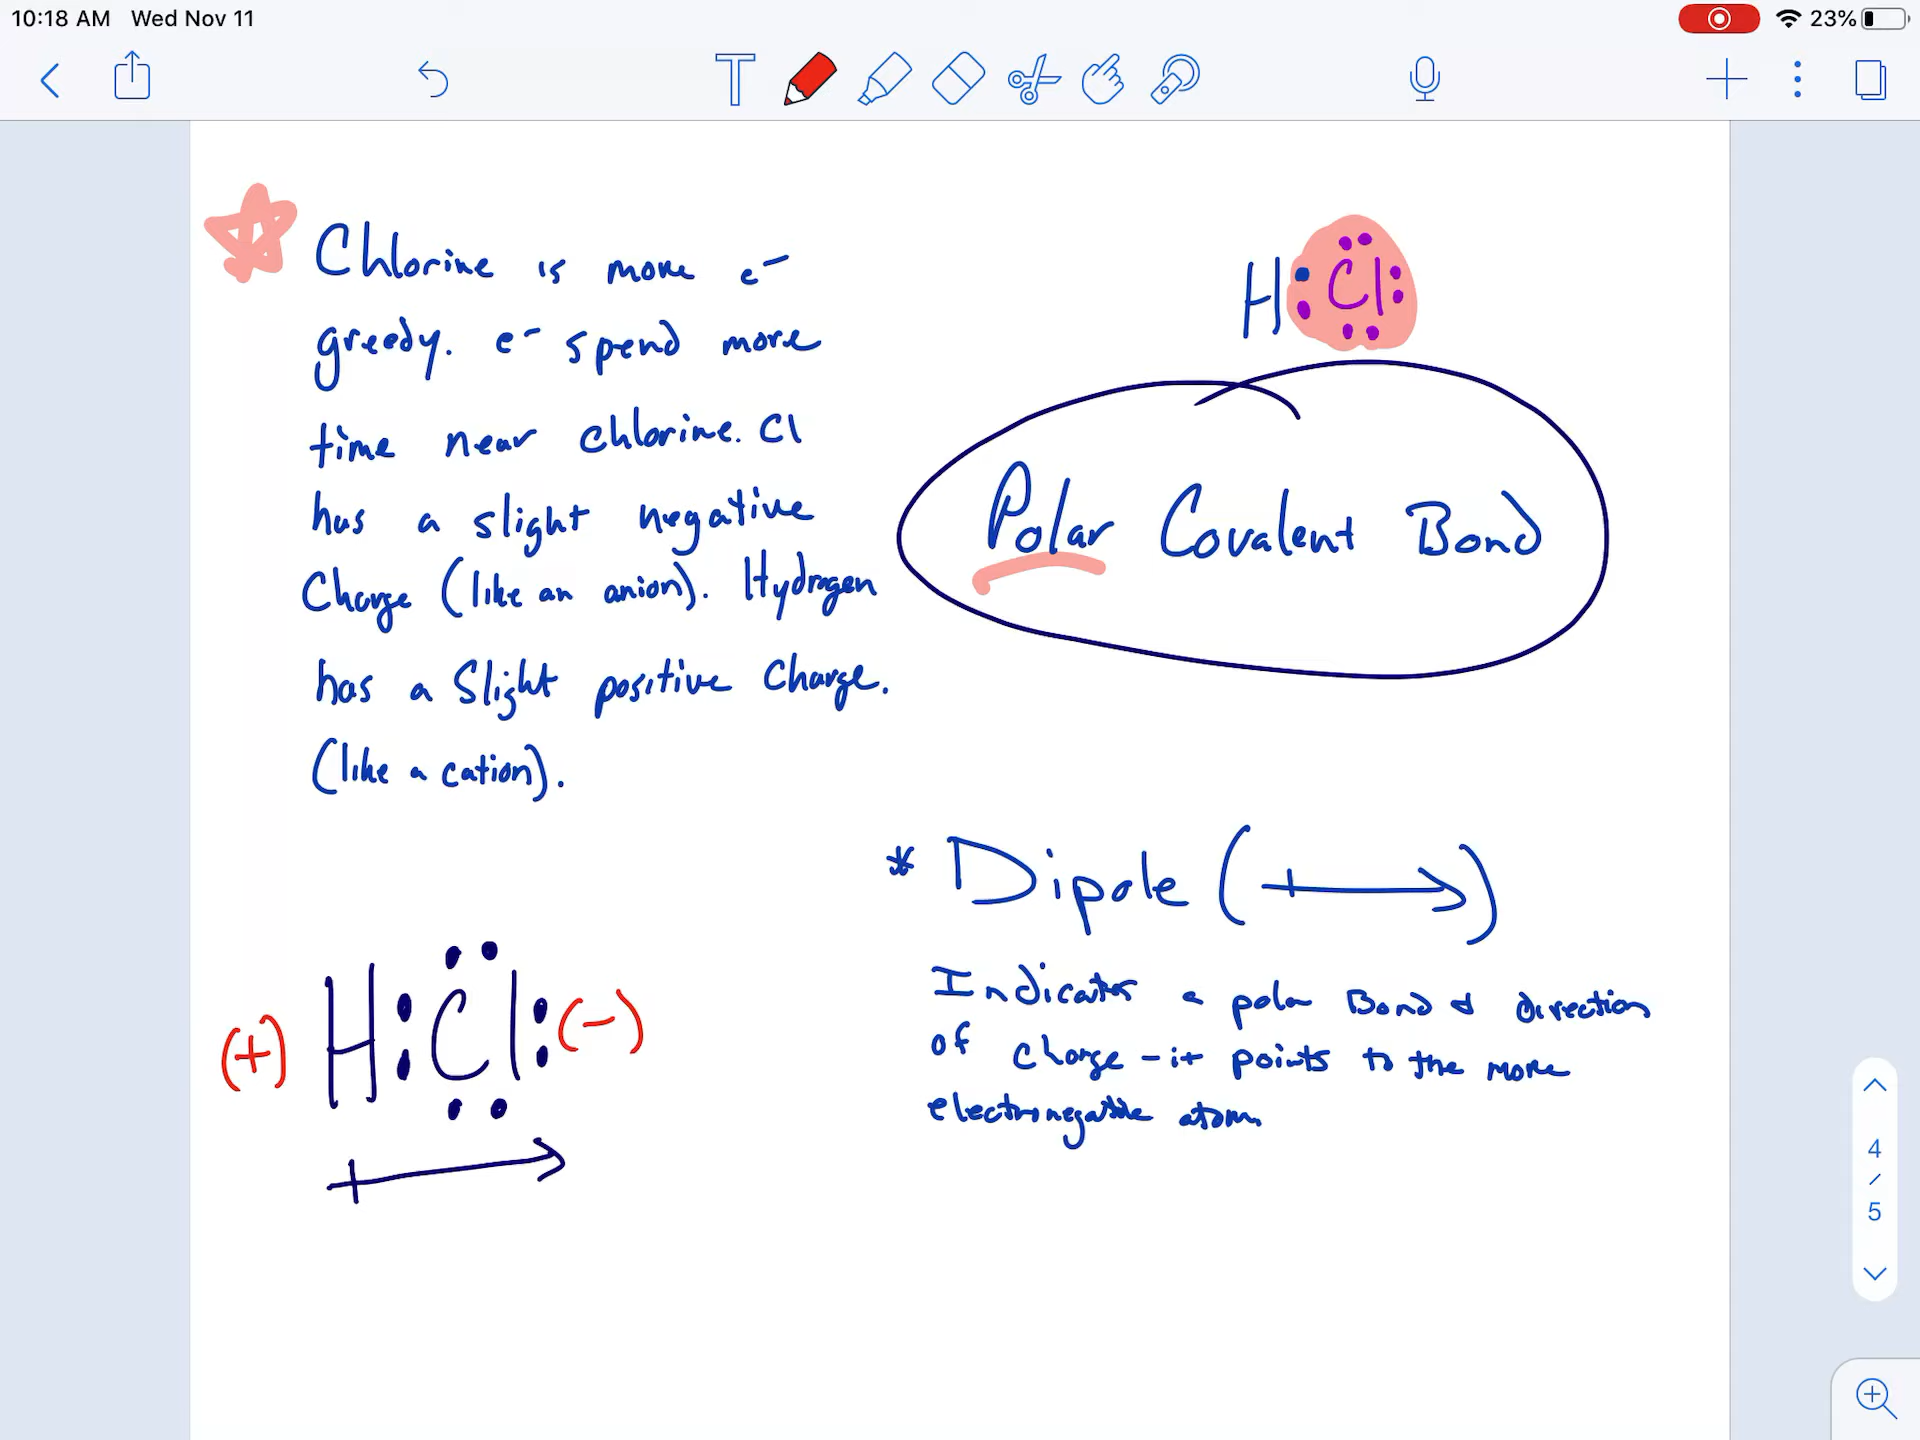 10:18 AM Wed Nov 11
23%
Chlorine is more e⁻
greedy. e⁻ spend more
time near chlorine. Cl
has a slight negative
Charge (like an anion). Hydrogen
has a Slight positive Charge.
(like a cation).
H Cl
Polar Covalent Bond
* Dipole (⟼)
Indicates a polar Bond & direction
of Charge - it points to the more
electronegative atom.
(+) H:Cl: (-)
4
/
5